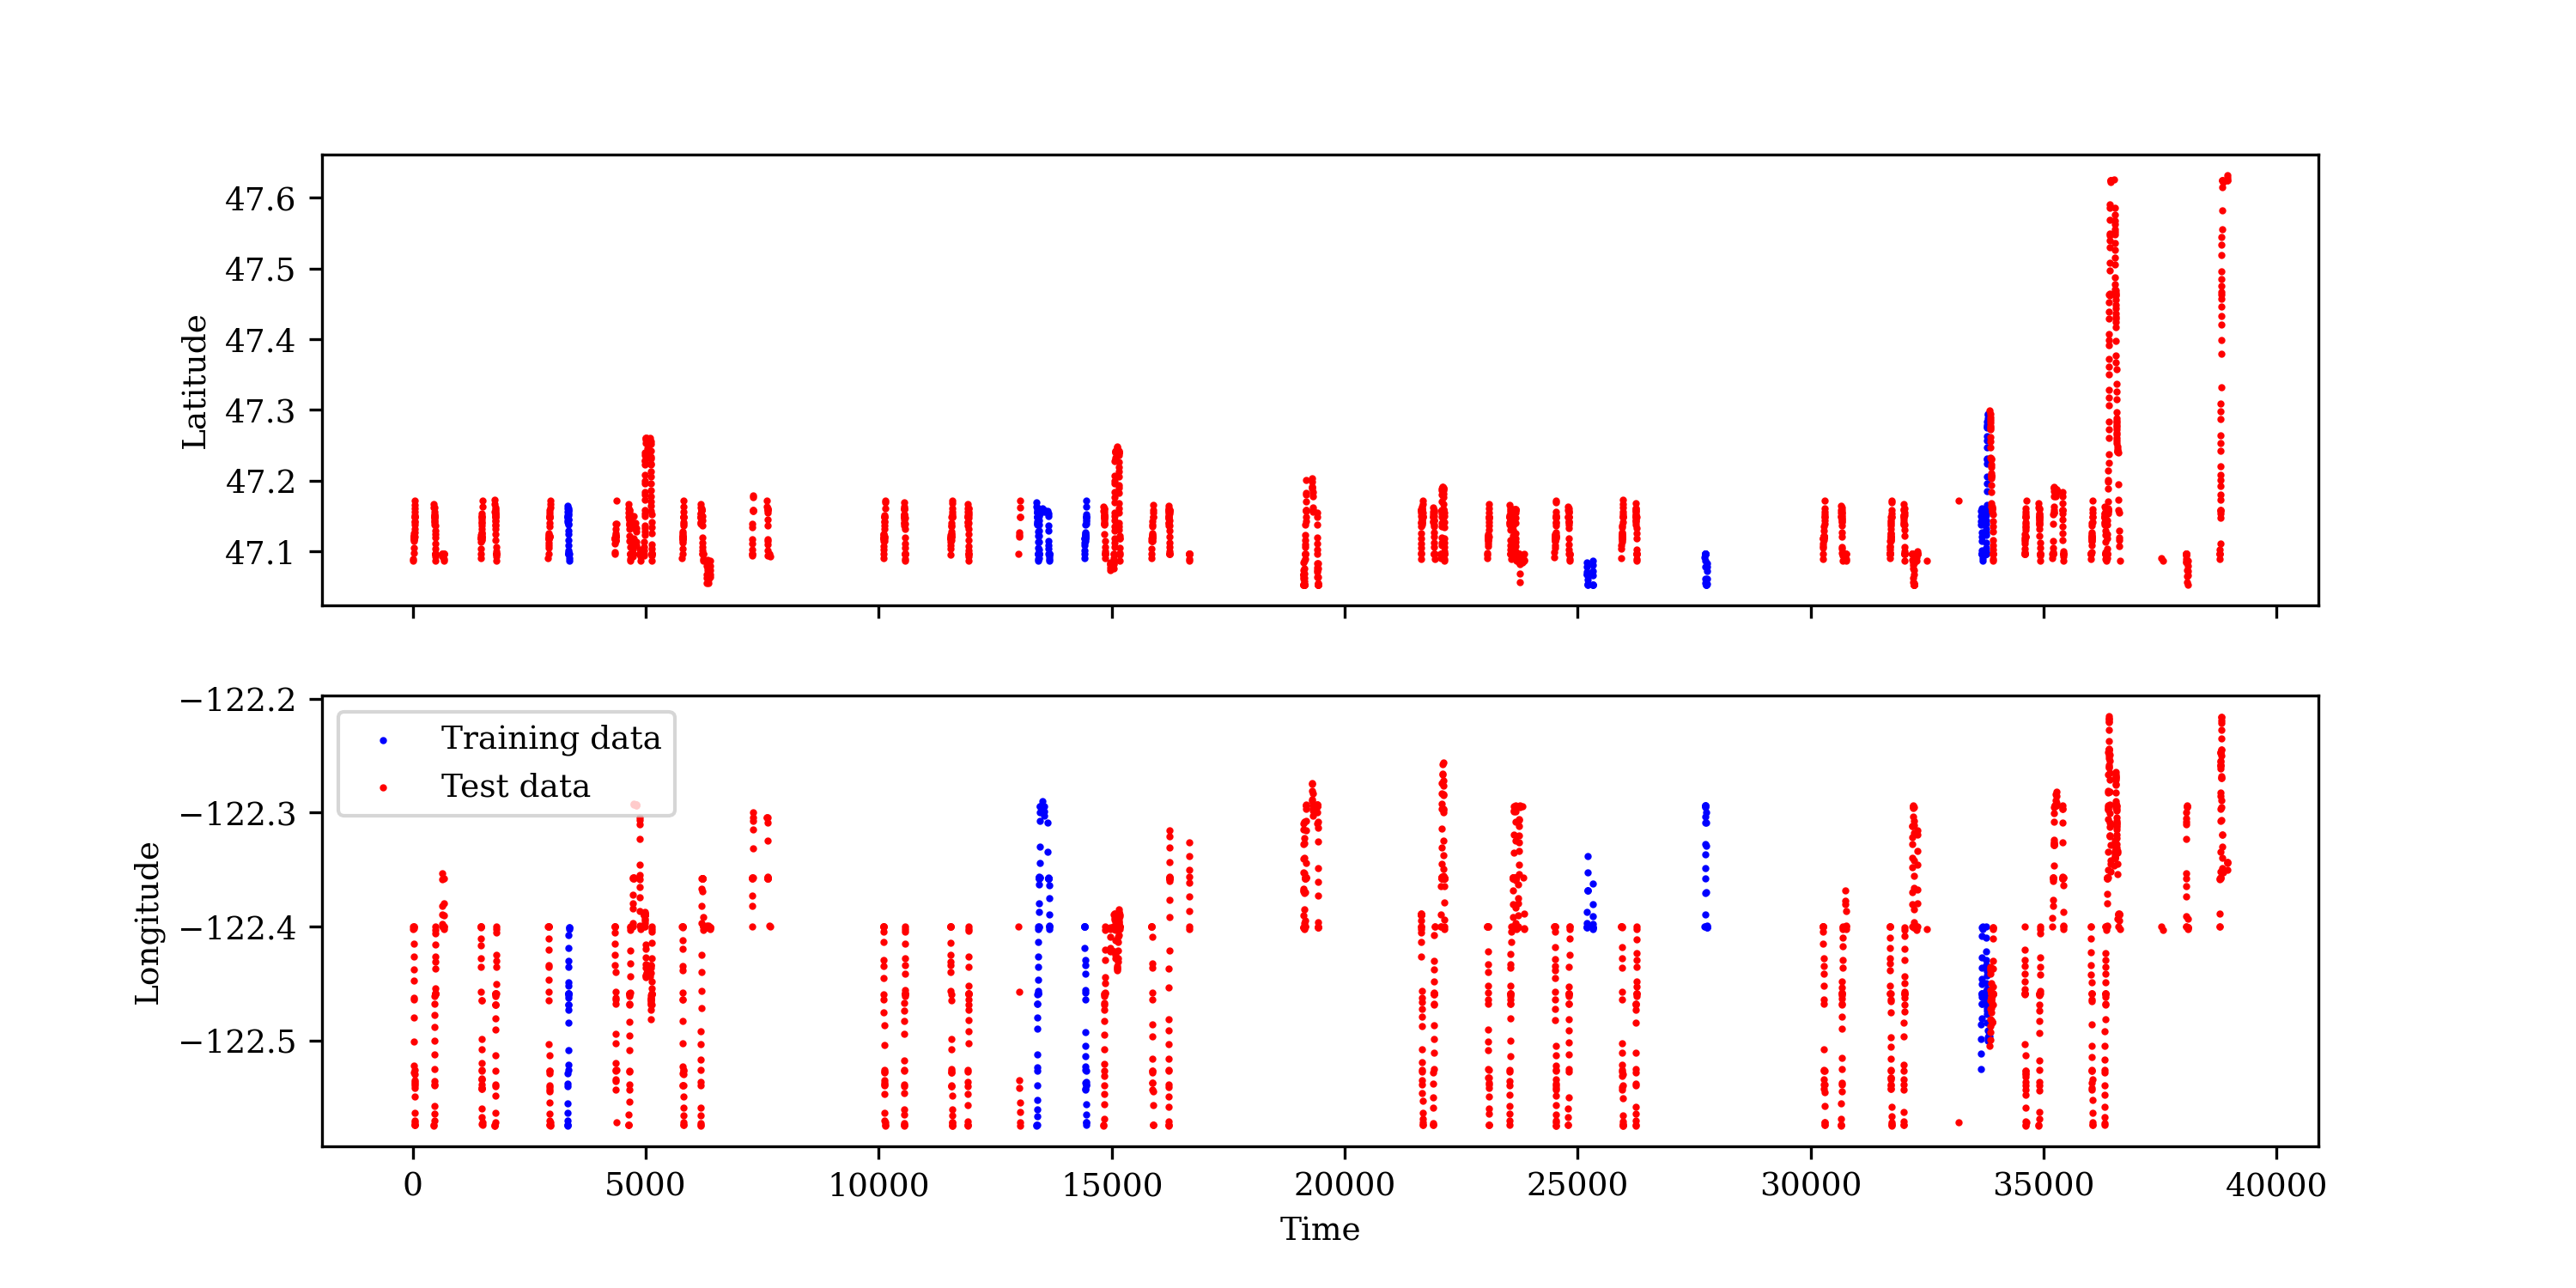 47.6
47.5
47.4
47.3
47.2
47.1
Latitude
−122.2
−122.3
−122.4
−122.5
Longitude
Training data
Test data
0 5000 10000 15000 20000 25000 30000 35000 40000
Time